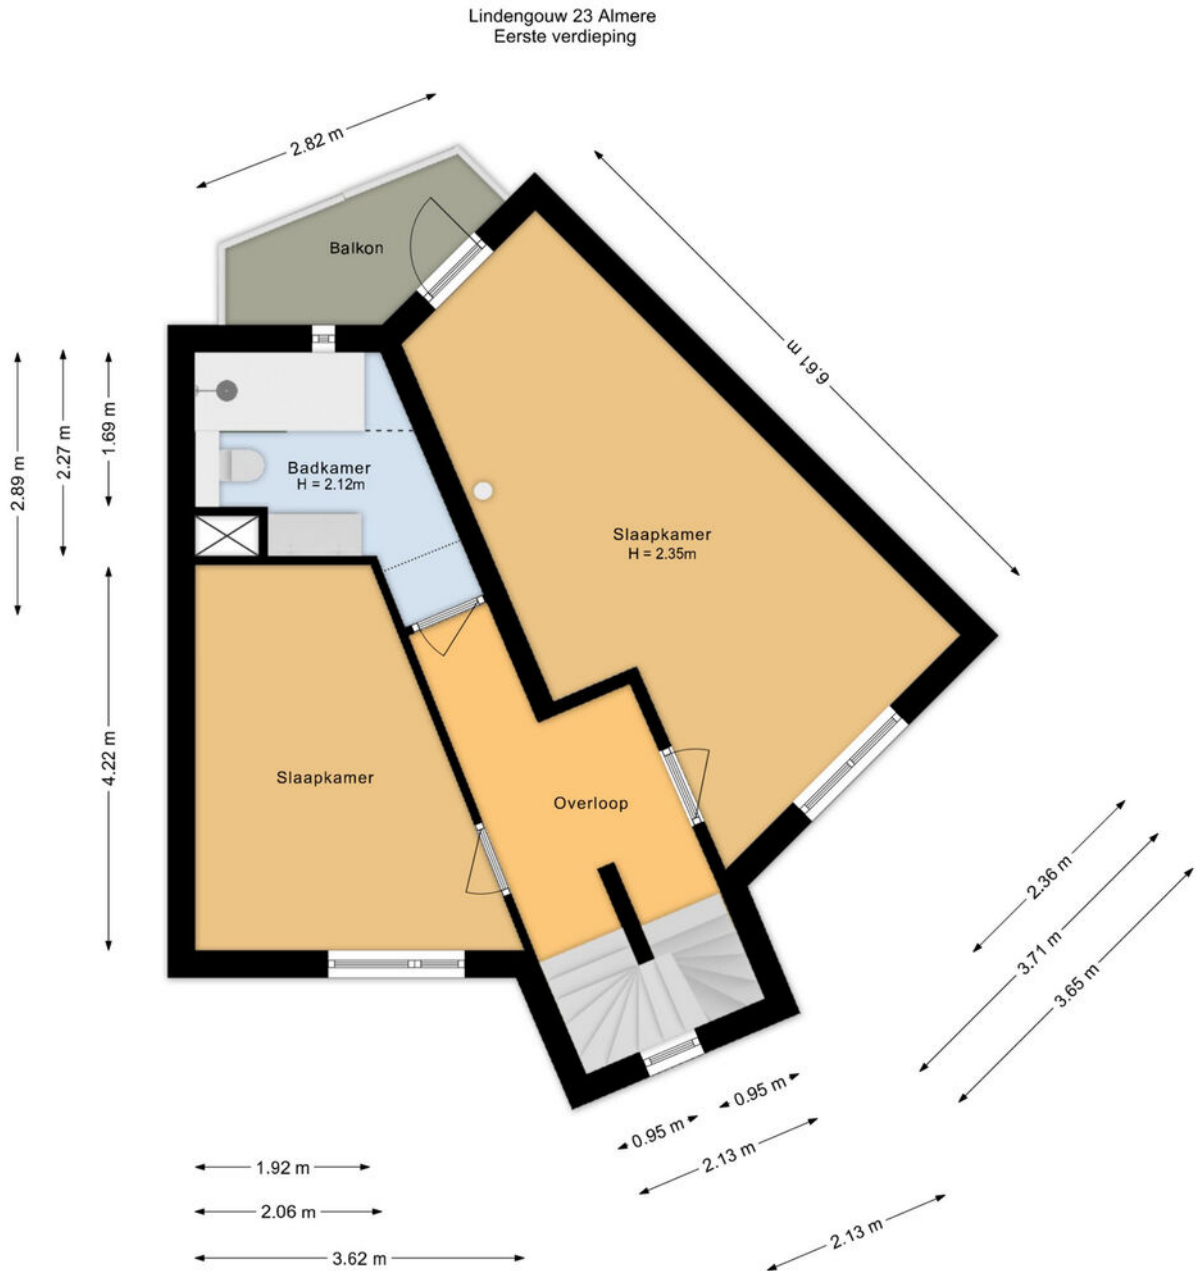 Lindengouw 23 Almere
Eerste verdieping
2.82 m
6.61 m
Balkon
2.89 m
2.27 m
1.69 m
Badkamer
H = 2.12m
Slaapkamer
H = 2.35m
4.22 m
Slaapkamer
Overloop
2.36 m
3.71 m
3.65 m
0.95 m
0.95 m
2.13 m
2.13 m
1.92 m
2.06 m
3.62 m